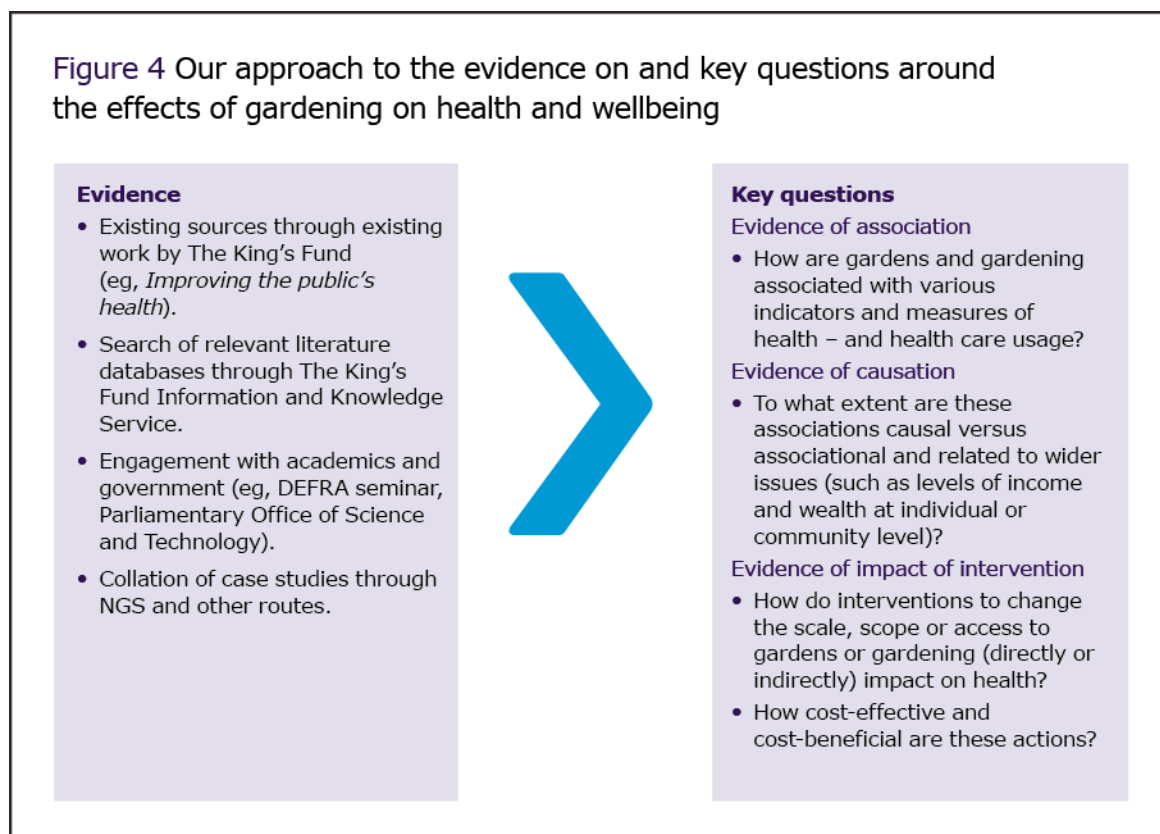 Figure 4 Our approach to the evidence on and key questions around
the effects of gardening on health and wellbeing
Evidence
• Existing sources through existing
work by The King's Fund
(eg, Improving the public's
health).
• Search of relevant literature
databases through The King's
Fund Information and Knowledge
Service.
• Engagement with academics and
government (eg, DEFRA seminar,
Parliamentary Office of Science
and Technology).
• Collation of case studies through
NGS and other routes.
Key questions
Evidence of association
• How are gardens and gardening
associated with various
indicators and measures of
health – and health care usage?
Evidence of causation
• To what extent are these
associations causal versus
associational and related to wider
issues (such as levels of income
and wealth at individual or
community level)?
Evidence of impact of intervention
• How do interventions to change
the scale, scope or access to
gardens or gardening (directly or
indirectly) impact on health?
• How cost-effective and
cost-beneficial are these actions?